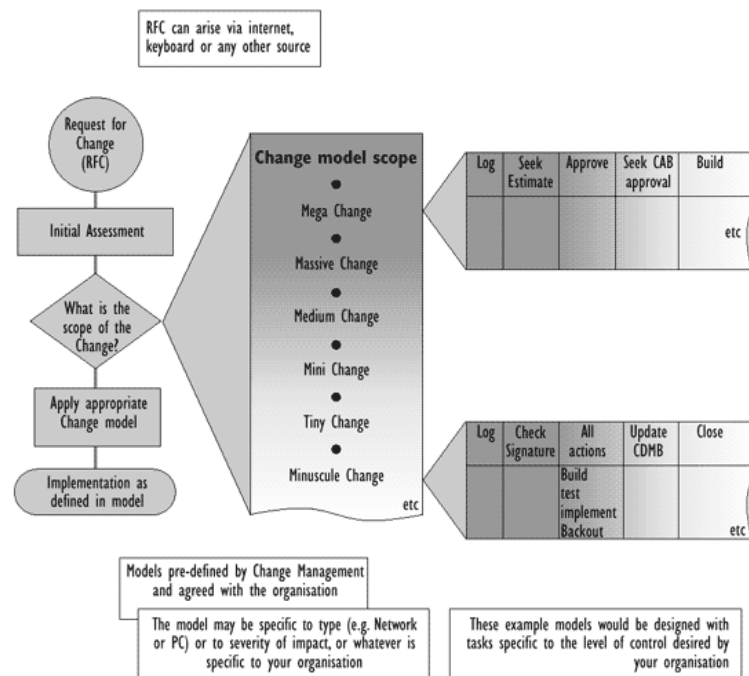 RFC can arise via internet,
keyboard or any other source
Request for
Change
(RFC)
Initial Assessment
What is the
scope of the
Change?
Apply appropriate
Change model
Implementation as
defined in model
Change model scope
Mega Change
Massive Change
Medium Change
Mini Change
Tiny Change
Minuscule Change
etc
Log
Seek
Estimate
Approve
Seek CAB
approval
Build
etc
Log
Check
Signature
All
actions
Update
CDMB
Close
Build
test
implement
Backout
etc
Models pre-defined by Change Management
and agreed with the organisation
The model may be specific to type (e.g. Network
or PC) or to severity of impact, or whatever is
specific to your organisation
These example models would be designed with
tasks specific to the level of control desired by
your organisation